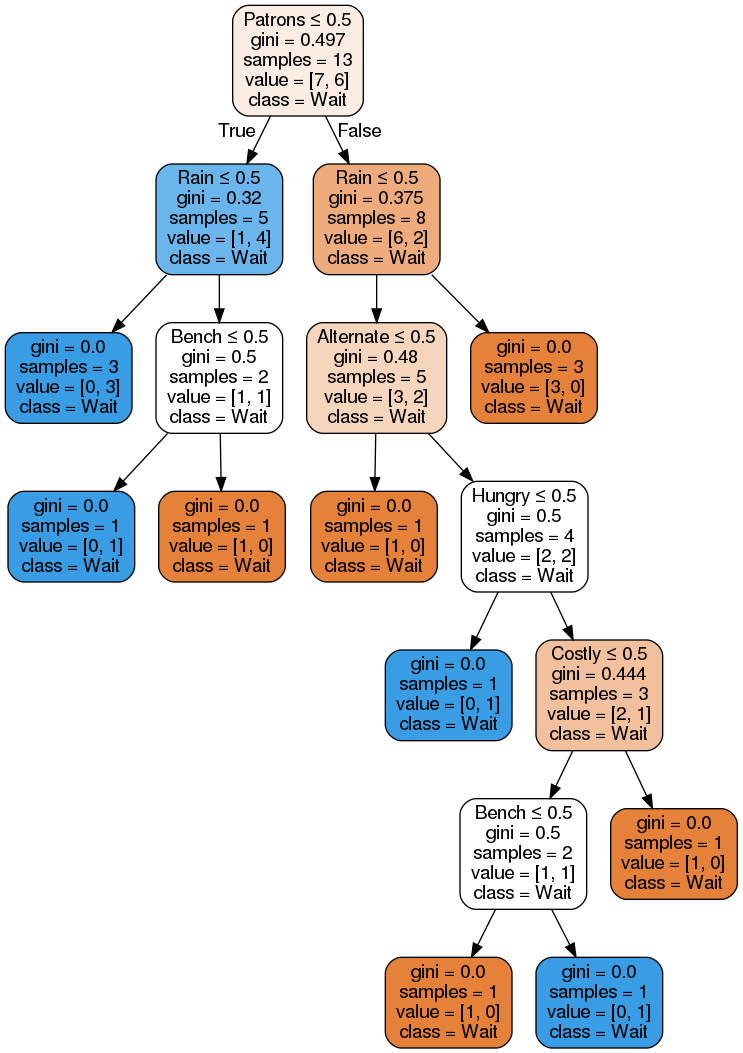 Patrons ≤ 0.5
gini = 0.497
samples = 13
value = [7, 6]
class = Wait
True
False
Rain ≤ 0.5
gini = 0.32
samples = 5
value = [1, 4]
class = Wait
Rain ≤ 0.5
gini = 0.375
samples = 8
value = [6, 2]
class = Wait
gini = 0.0
samples = 3
value = [0, 3]
class = Wait
Bench ≤ 0.5
gini = 0.5
samples = 2
value = [1, 1]
class = Wait
Alternate ≤ 0.5
gini = 0.48
samples = 5
value = [3, 2]
class = Wait
gini = 0.0
samples = 3
value = [3, 0]
class = Wait
gini = 0.0
samples = 1
value = [0, 1]
class = Wait
gini = 0.0
samples = 1
value = [1, 0]
class = Wait
gini = 0.0
samples = 1
value = [1, 0]
class = Wait
Hungry ≤ 0.5
gini = 0.5
samples = 4
value = [2, 2]
class = Wait
gini = 0.0
samples = 1
value = [0, 1]
class = Wait
Costly ≤ 0.5
gini = 0.444
samples = 3
value = [2, 1]
class = Wait
Bench ≤ 0.5
gini = 0.5
samples = 2
value = [1, 1]
class = Wait
gini = 0.0
samples = 1
value = [1, 0]
class = Wait
gini = 0.0
samples = 1
value = [1, 0]
class = Wait
gini = 0.0
samples = 1
value = [0, 1]
class = Wait